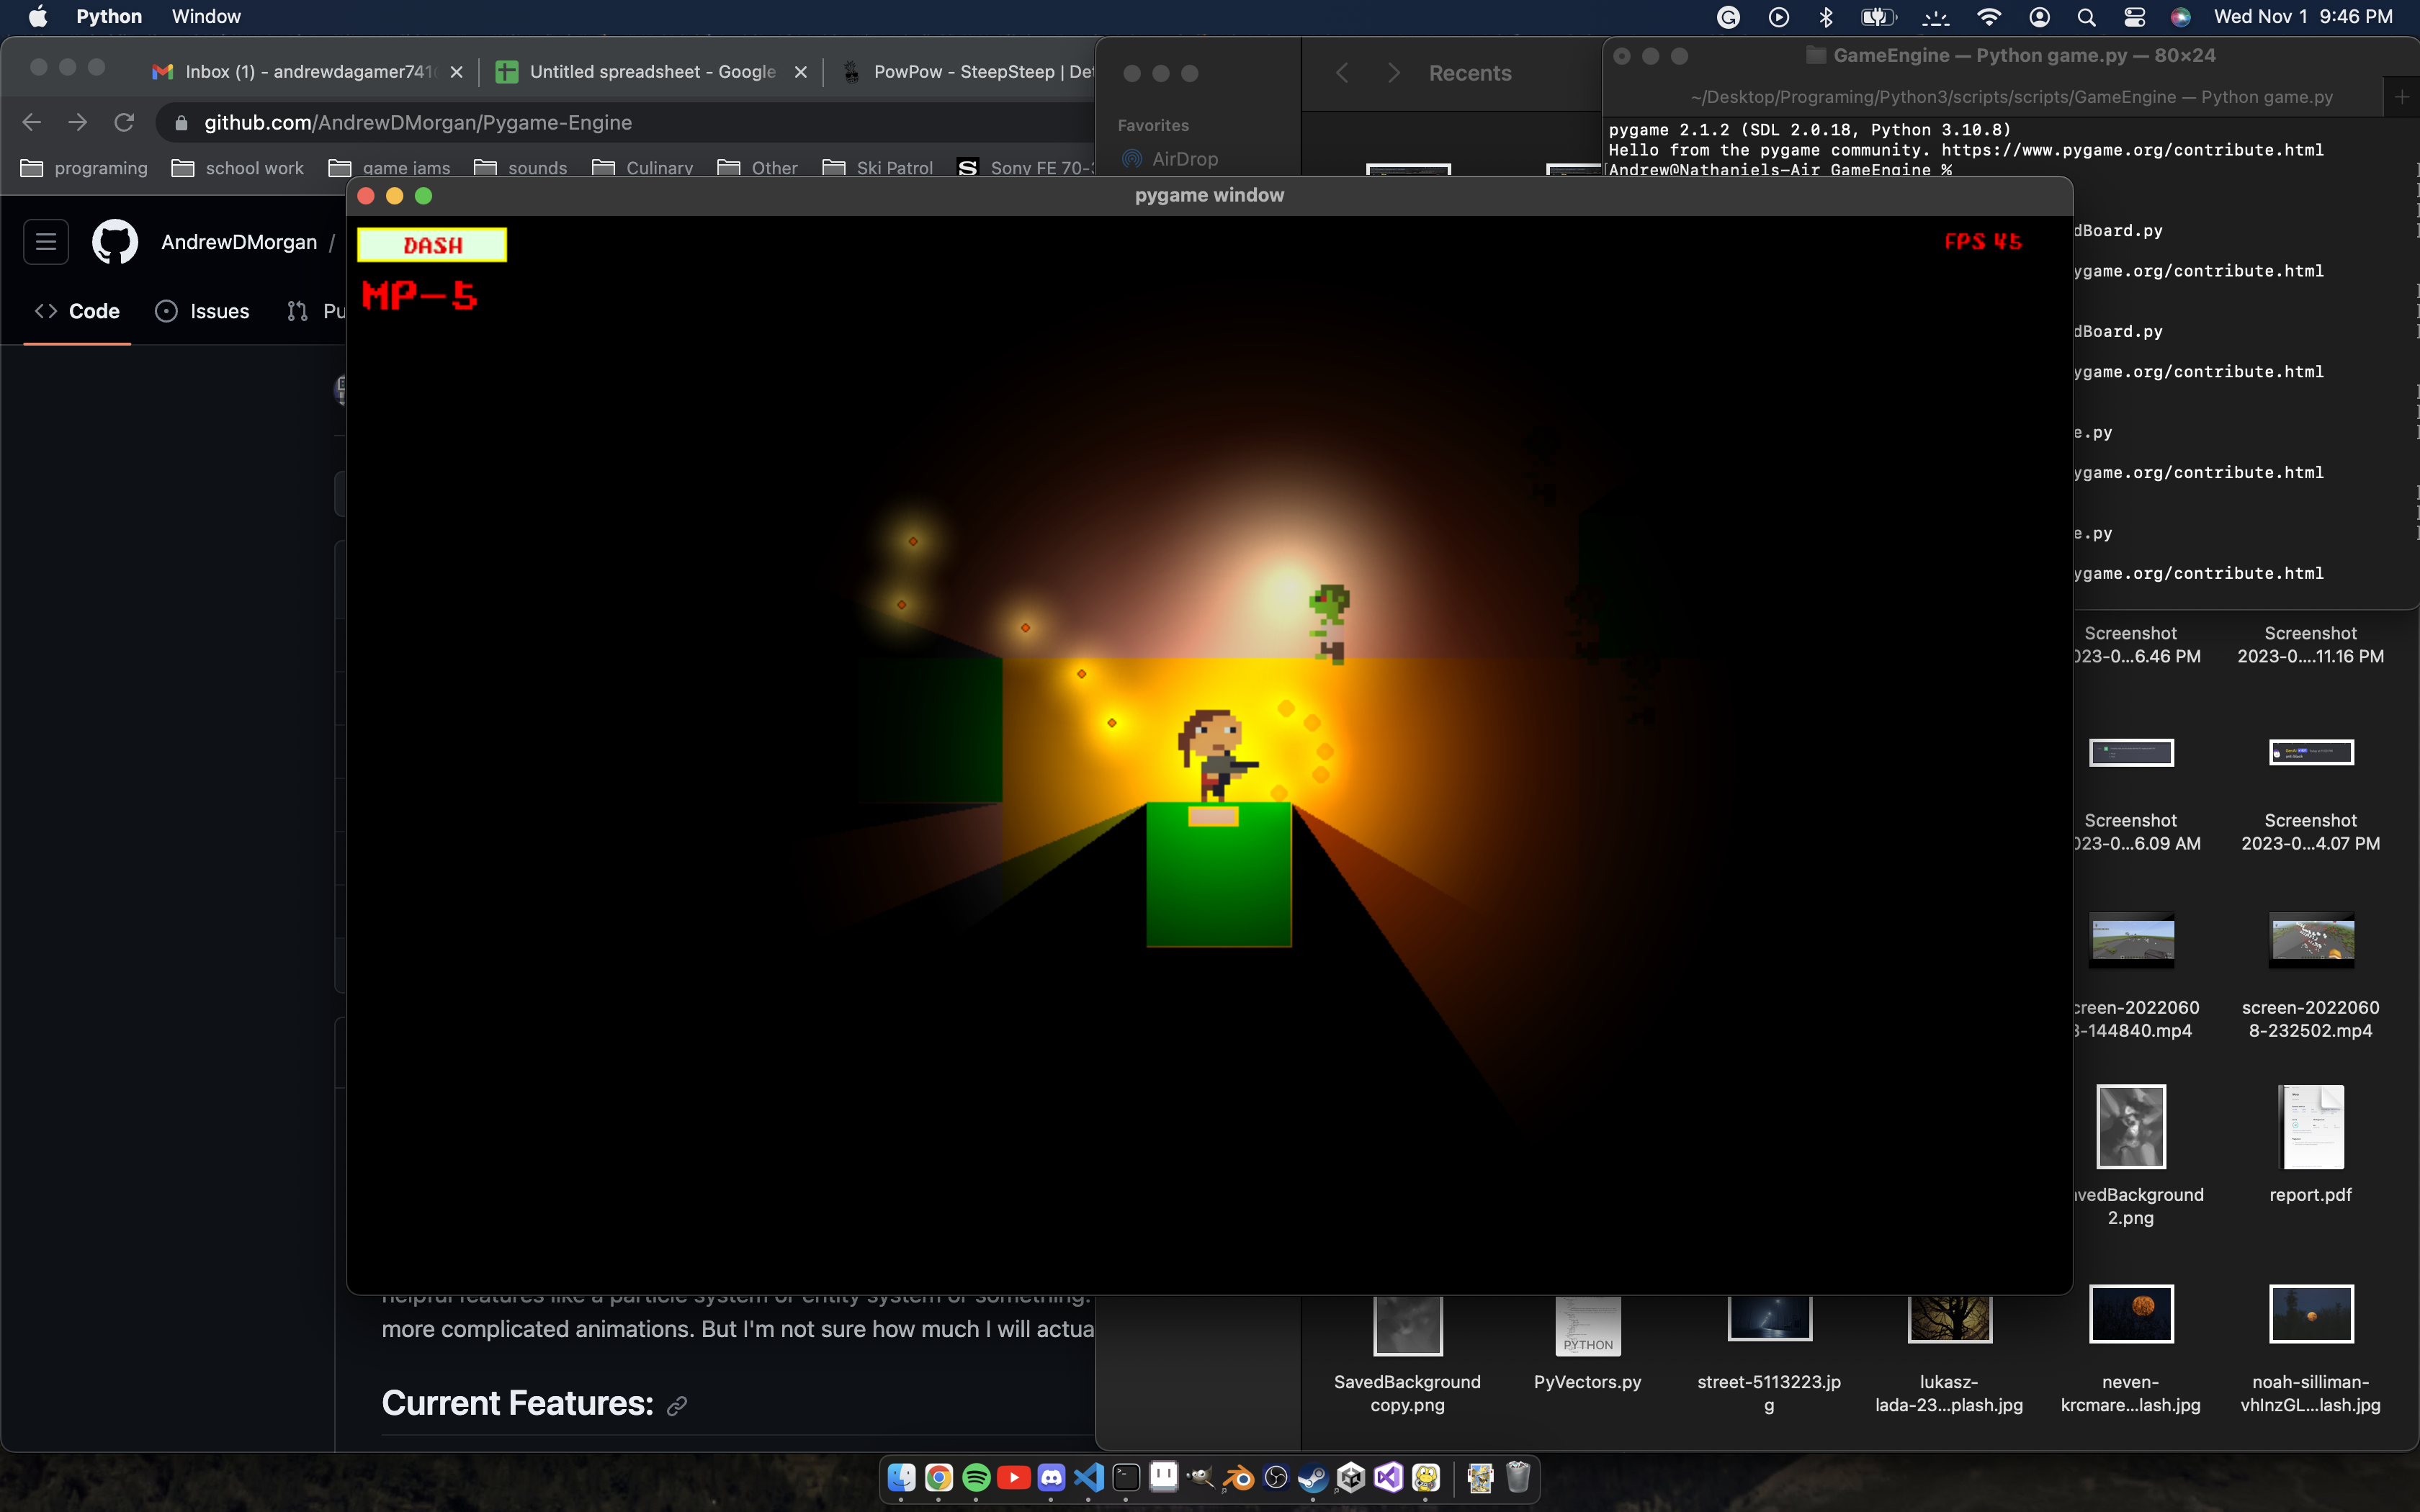 Python Window Wed Nov 1 9:46 PM
Inbox (1) - andrewdagamer741
Untitled spreadsheet - Google
PowPow - SteepSteep | De
github.com/AndrewDMorgan/Pygame-Engine
programing school work game jams sounds Culinary Other Ski Patrol Sony FE 70-
Recents
Favorites
AirDrop
GameEngine — Python game.py — 80×24
~/Desktop/Programing/Python3/scripts/scripts/GameEngine — Python game.py
pygame 2.1.2 (SDL 2.0.18, Python 3.10.8)
Hello from the pygame community. https://www.pygame.org/contribute.html
Andrew@Nathaniels-Air GameEngine %
dBoard.py
ygame.org/contribute.html
dBoard.py
ygame.org/contribute.html
e.py
ygame.org/contribute.html
e.py
ygame.org/contribute.html
pygame window
DASH
FPS 45
MP-5
AndrewDMorgan /
Code Issues Pu
Screenshot
023-0...6.46 PM
Screenshot
2023-0....11.16 PM
Screenshot
023-0...6.09 AM
Screenshot
2023-0...4.07 PM
creen-2022060
8-144840.mp4
screen-2022060
8-232502.mp4
avedBackground
2.png
report.pdf
helpful features like a particle system or entity system or something.
more complicated animations. But I'm not sure how much I will actua
Current Features:
SavedBackground
copy.png
PYTHON
PyVectors.py
street-5113223.jp
g
lukasz-
lada-23...plash.jpg
neven-
krcmare...lash.jpg
noah-silliman-
vhInzGL...lash.jpg